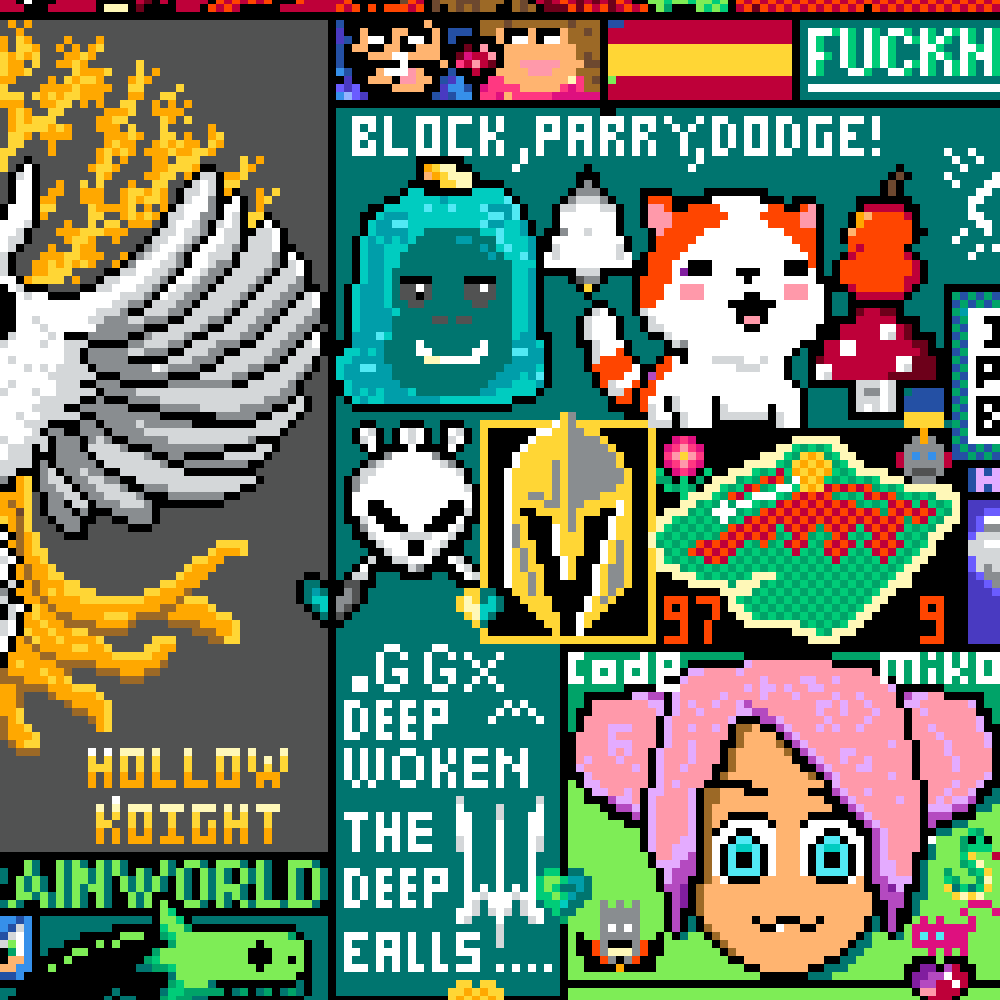 FUCKN
BLOCK, PARRY, DODGE!
J
P
B
97 9
.GGX
DEEP
WOKEN
THE
DEEP
EALLS....
Code miko
HOLLOW
KOIGHT
AINWORLD